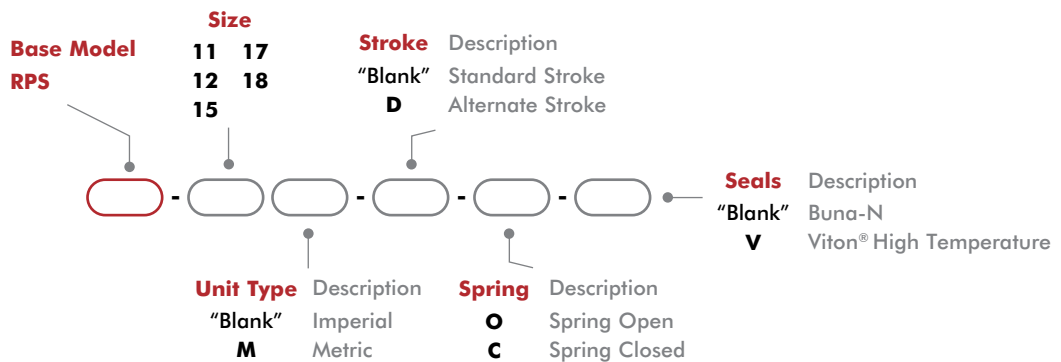 Base Model
RPS
Size
11 17
12 18
15
Stroke Description
"Blank" Standard Stroke
D Alternate Stroke
- - - -
Seals Description
"Blank" Buna-N
V Viton® High Temperature
Unit Type Description
"Blank" Imperial
M Metric
Spring Description
O Spring Open
C Spring Closed